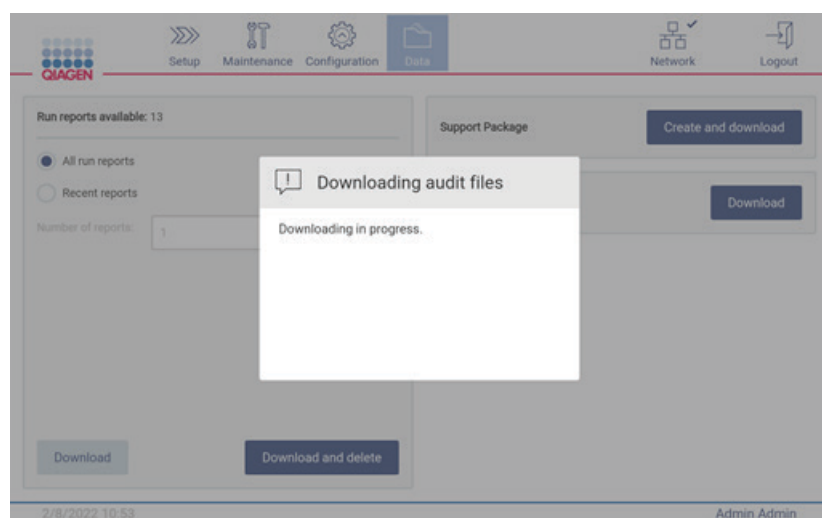 QIAGEN
Setup
Maintenance
Configuration
Data
Network
Logout
Run reports available: 13
All run reports
Recent reports
Number of reports:
1
Download
Download and delete
Support Package
Create and download
Download
Downloading audit files
Downloading in progress.
2/8/2022 10:53
Admin Admin